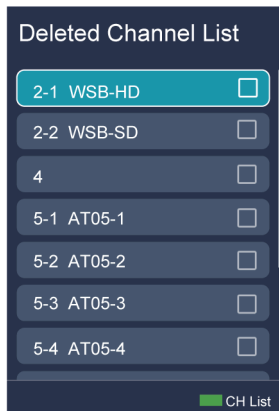 Deleted Channel List
2-1 WSB-HD
2-2 WSB-SD
4
5-1 AT05-1
5-2 AT05-2
5-3 AT05-3
5-4 AT05-4
CH List